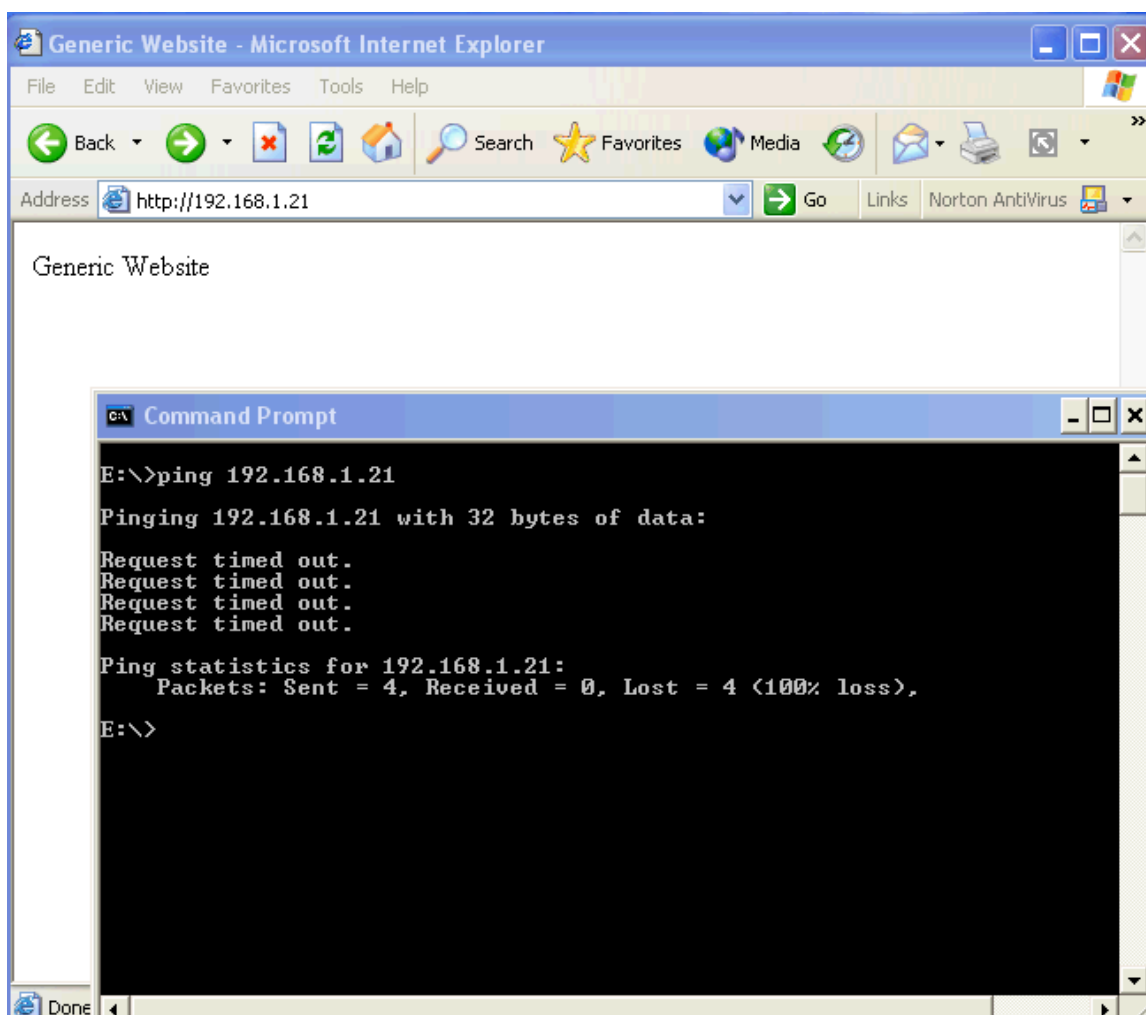 Generic Website - Microsoft Internet Explorer
File Edit View Favorites Tools Help
Back Search Favorites Media »
Address http://192.168.1.21 Go Links Norton AntiVirus
Generic Website
C:\ Command Prompt
E:\>ping 192.168.1.21
Pinging 192.168.1.21 with 32 bytes of data:
Request timed out.
Request timed out.
Request timed out.
Request timed out.
Ping statistics for 192.168.1.21:
Packets: Sent = 4, Received = 0, Lost = 4 (100% loss),
E:\>
Done